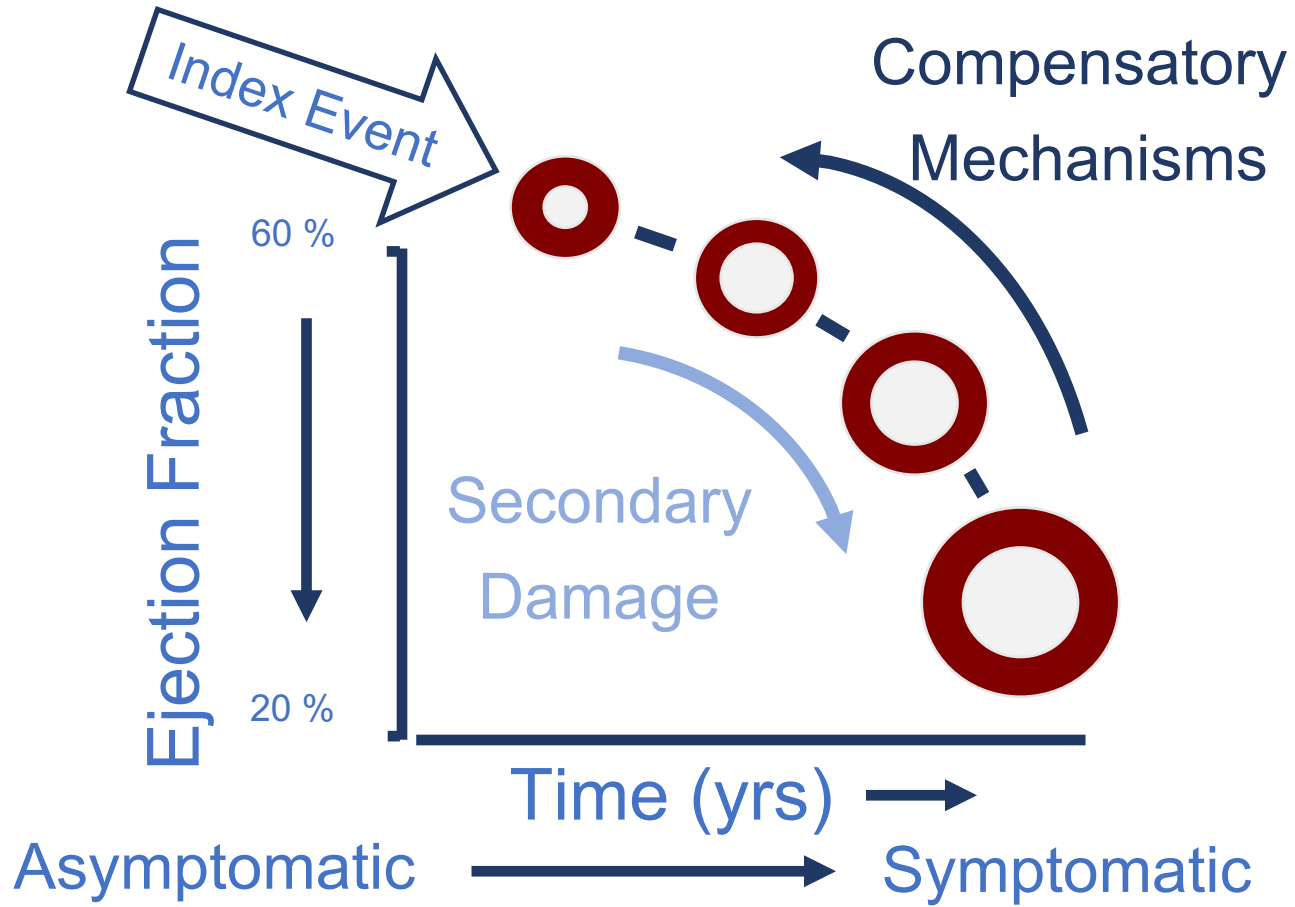 Index Event
Compensatory
Mechanisms
60 %
Ejection Fraction
Secondary
Damage
20 %
Time (yrs)
Asymptomatic
Symptomatic